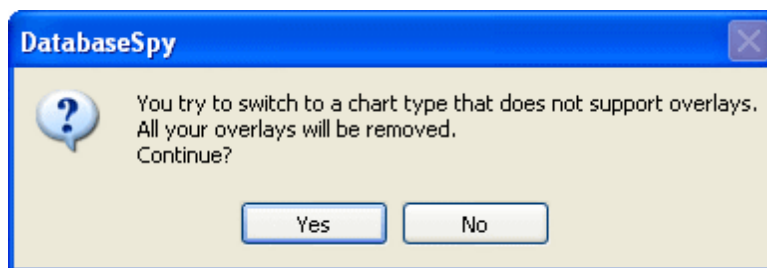 DatabaseSpy
You try to switch to a chart type that does not support overlays.
All your overlays will be removed.
Continue?
Yes No